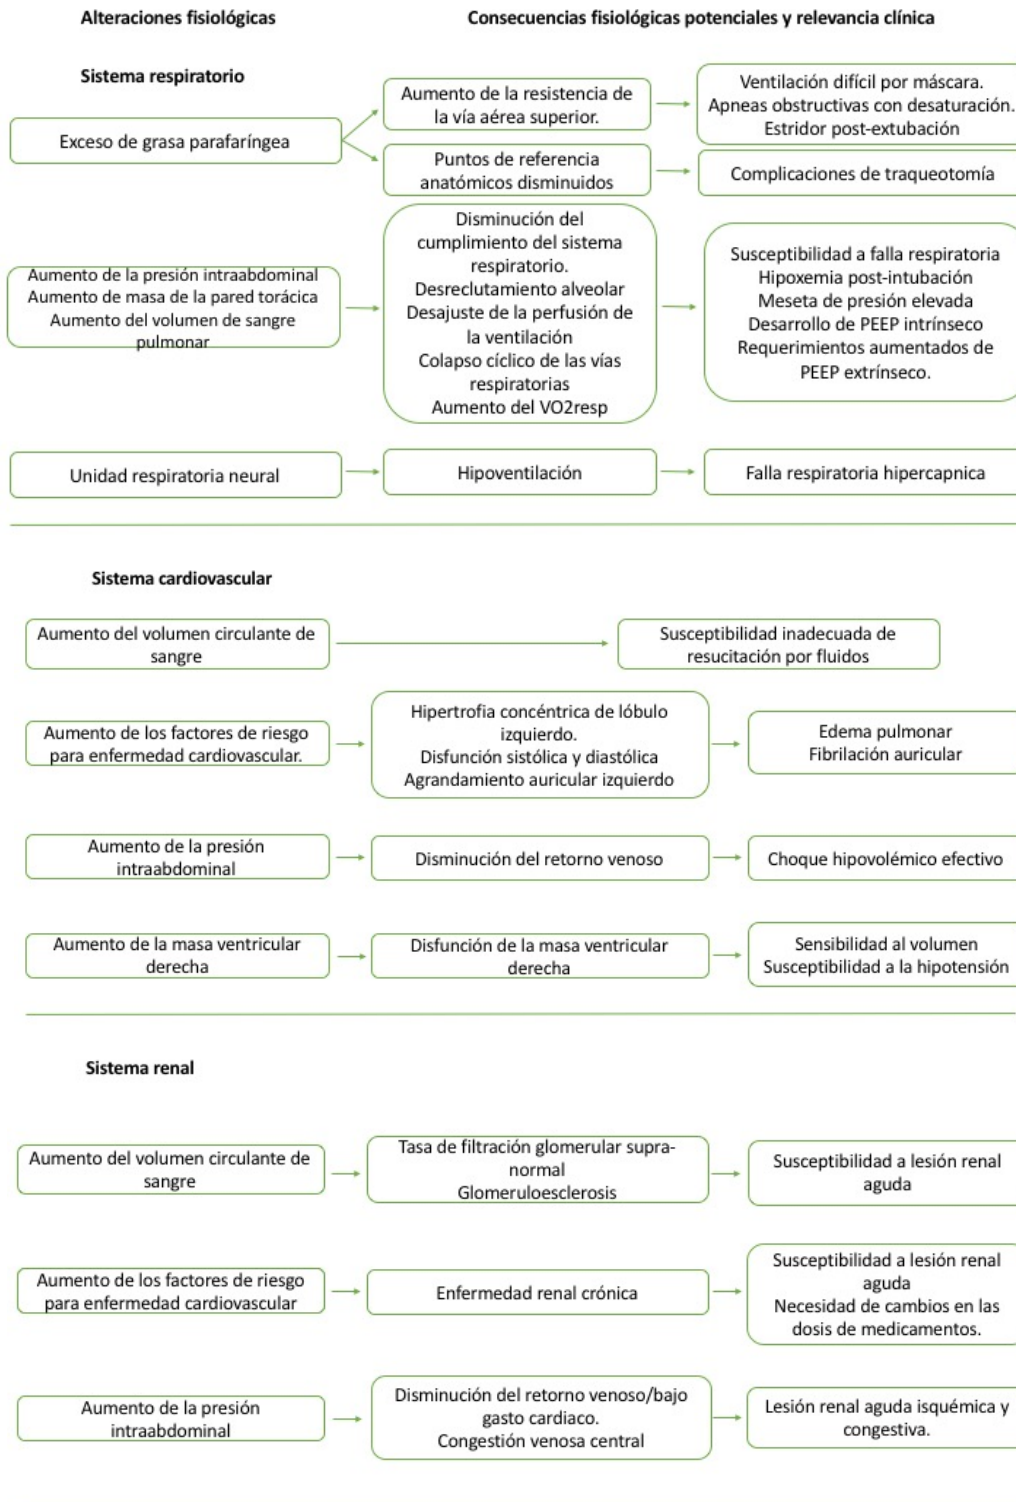 Alteraciones fisiológicas
Consecuencias fisiológicas potenciales y relevancia clínica
Sistema respiratorio
Exceso de grasa parafaríngea
Aumento de la resistencia de
la vía aérea superior.
Ventilación difícil por máscara.
Apneas obstructivas con desaturación.
Estridor post-extubación
Puntos de referencia
anatómicos disminuidos
Complicaciones de traqueotomía
Aumento de la presión intraabdominal
Aumento de masa de la pared torácica
Aumento del volumen de sangre
pulmonar
Disminución del
cumplimiento del sistema
respiratorio.
Desreclutamiento alveolar
Desajuste de la perfusión de
la ventilación
Colapso cíclico de las vías
respiratorias
Aumento del VO2resp
Susceptibilidad a falla respiratoria
Hipoxemia post-intubación
Meseta de presión elevada
Desarrollo de PEEP intrínseco
Requerimientos aumentados de
PEEP extrínseco.
Unidad respiratoria neural
Hipoventilación
Falla respiratoria hipercapnica
Sistema cardiovascular
Aumento del volumen circulante de
sangre
Susceptibilidad inadecuada de
resucitación por fluidos
Aumento de los factores de riesgo
para enfermedad cardiovascular.
Hipertrofia concéntrica de lóbulo
izquierdo.
Disfunción sistólica y diastólica
Agrandamiento auricular izquierdo
Edema pulmonar
Fibrilación auricular
Aumento de la presión
intraabdominal
Disminución del retorno venoso
Choque hipovolémico efectivo
Aumento de la masa ventricular
derecha
Disfunción de la masa ventricular
derecha
Sensibilidad al volumen
Susceptibilidad a la hipotensión
Sistema renal
Aumento del volumen circulante de
sangre
Tasa de filtración glomerular supra-
normal
Glomeruloesclerosis
Susceptibilidad a lesión renal
aguda
Aumento de los factores de riesgo
para enfermedad cardiovascular
Enfermedad renal crónica
Susceptibilidad a lesión renal
aguda
Necesidad de cambios en las
dosis de medicamentos.
Aumento de la presión
intraabdominal
Disminución del retorno venoso/bajo
gasto cardiaco.
Congestión venosa central
Lesión renal aguda isquémica y
congestiva.